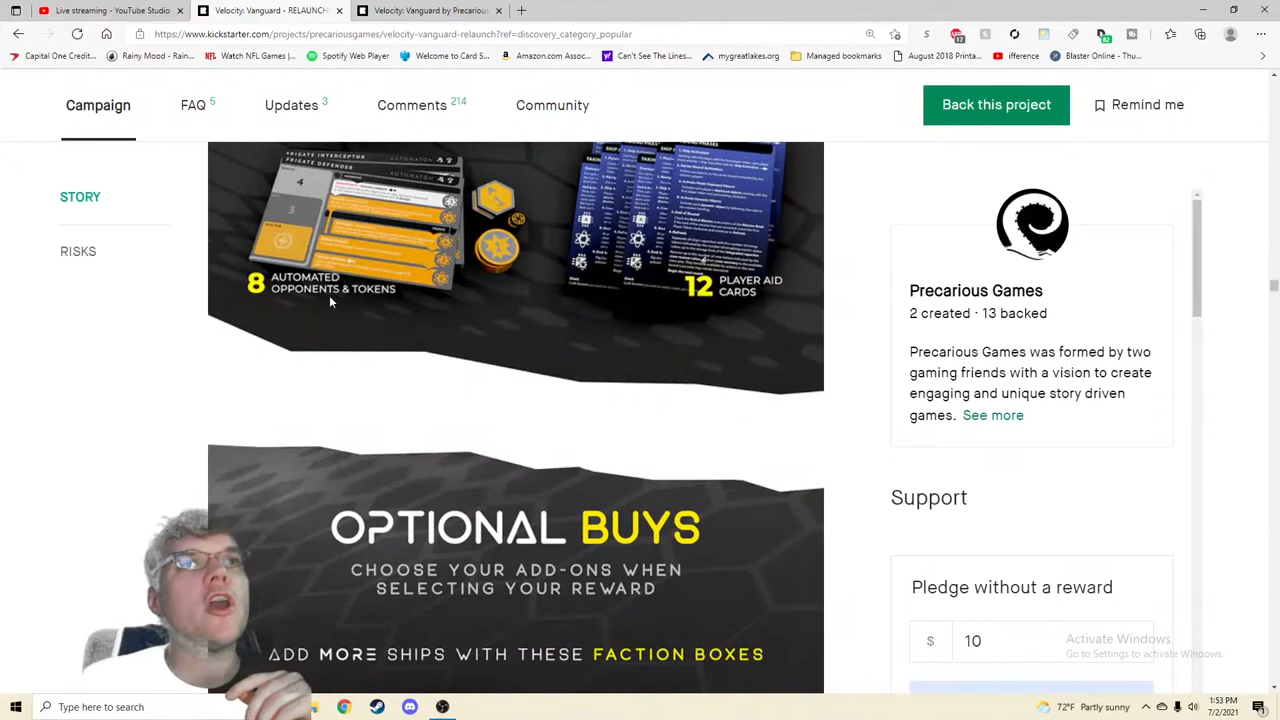 Live streaming - YouTube Studio
Velocity: Vanguard - RELAUNCH
Velocity: Vanguard by Precarious
https://www.kickstarter.com/projects/precariousgames/velocity-vanguard-relaunch?ref=discovery_category_popular
Capital One Credit
Rainy Mood - Rain...
Watch NFL Games |...
Spotify Web Player
Welcome to Card S...
Amazon.com Assoc...
Can't See The Lines...
www.mygreatlakes...
Managed bookmarks
August 2018 Printa...
ifference
Blaster Online - Thu...
Campaign
FAQ 5
Updates 3
Comments 214
Community
Back this project
Remind me
STORY
RISKS
FRIGATE INTERCEPTOR
FRIGATE DEFENDER
AUTOMATON
8 AUTOMATED
OPPONENTS & TOKENS
12 PLAYER AID
CARDS
OPTIONAL BUYS
CHOOSE YOUR ADD-ONS WHEN
SELECTING YOUR REWARD
ADD MORE SHIPS WITH THESE FACTION BOXES
Precarious Games
2 created · 13 backed
Precarious Games was formed by two
gaming friends with a vision to create
engaging and unique story driven
games. See more
Support
Pledge without a reward
$ 10
Activate Windows
Go to Settings to activate Windows.
Type here to search
72°F Partly sunny
1:53 PM
7/2/2021